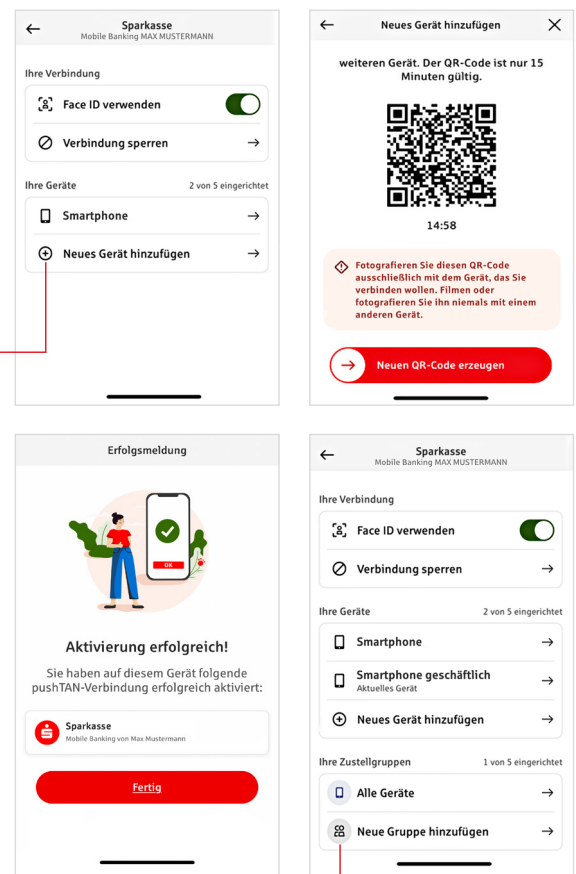 Sparkasse
Mobile Banking MAX MUSTERMANN
Ihre Verbindung
Face ID verwenden
Verbindung sperren
Ihre Geräte 2 von 5 eingerichtet
Smartphone
Neues Gerät hinzufügen
Neues Gerät hinzufügen
weiteren Gerät. Der QR-Code ist nur 15
Minuten gültig.
14:58
Fotografieren Sie diesen QR-Code
ausschließlich mit dem Gerät, das Sie
verbinden wollen. Filmen oder
fotografieren Sie ihn niemals mit einem
anderen Gerät.
Neuen QR-Code erzeugen
Erfolgsmeldung
OK
Aktivierung erfolgreich!
Sie haben auf diesem Gerät folgende
pushTAN-Verbindung erfolgreich aktiviert:
Sparkasse
Mobile Banking von Max Mustermann
Fertig
Sparkasse
Mobile Banking MAX MUSTERMANN
Ihre Verbindung
Face ID verwenden
Verbindung sperren
Ihre Geräte 2 von 5 eingerichtet
Smartphone
Smartphone geschäftlich
Aktuelles Gerät
Neues Gerät hinzufügen
Ihre Zustellgruppen 1 von 5 eingerichtet
Alle Geräte
Neue Gruppe hinzufügen